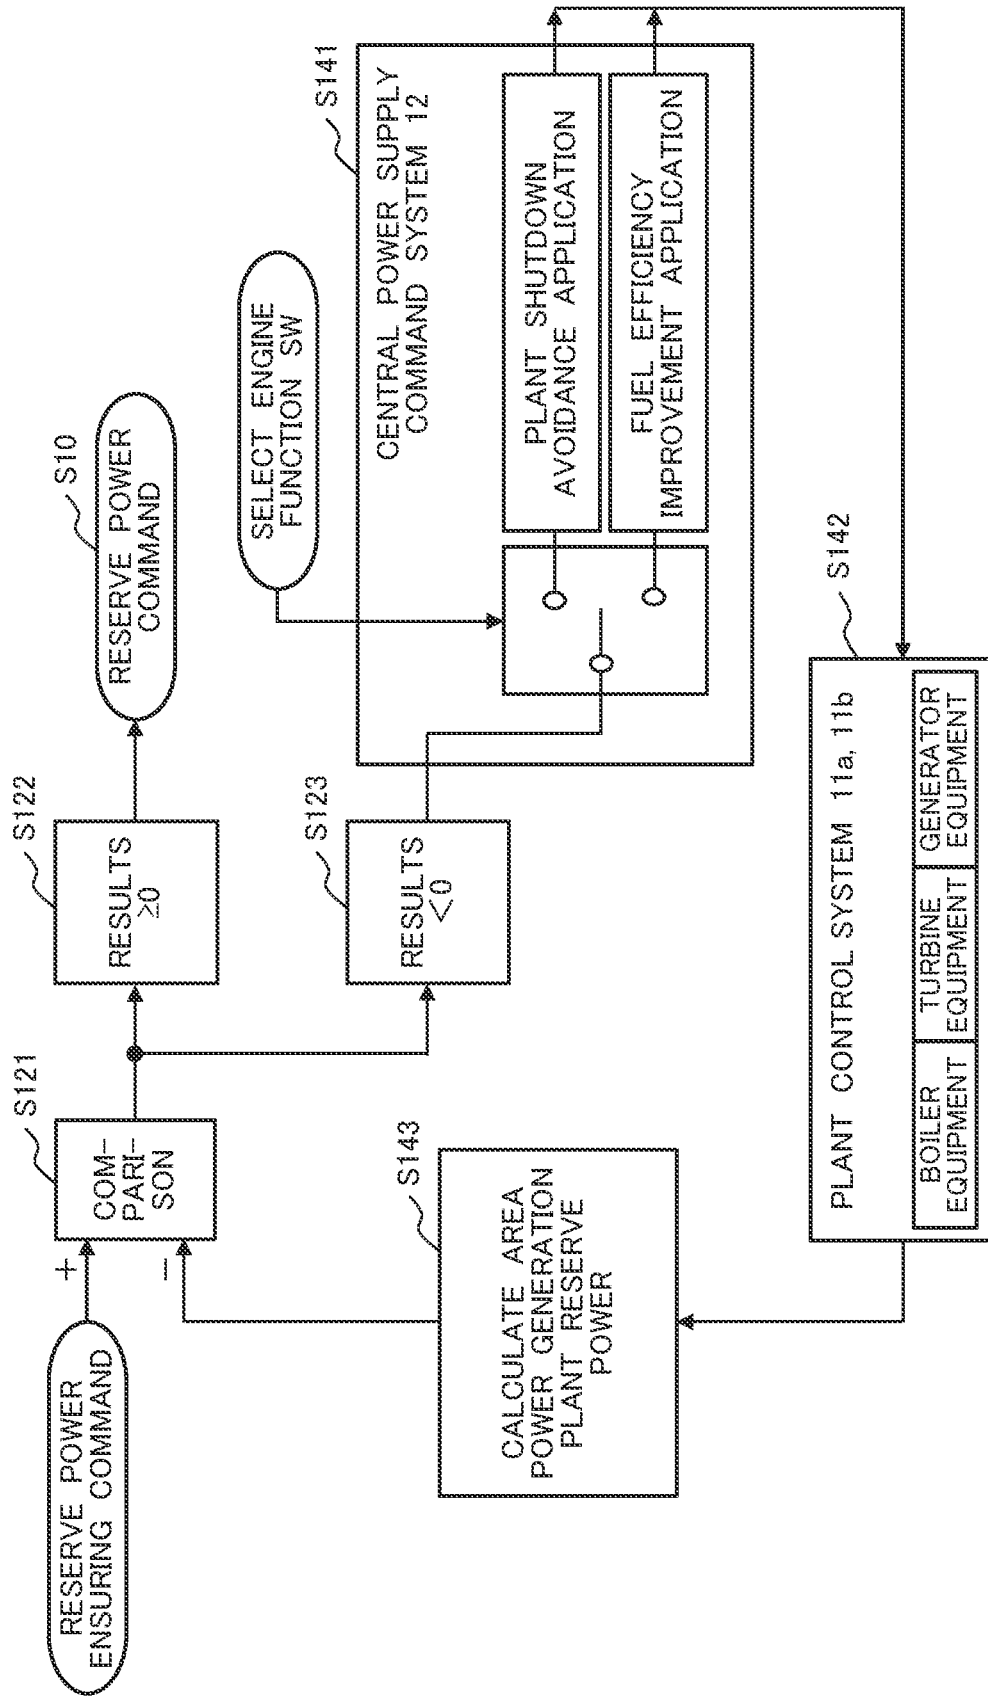 RESERVE POWER
ENSURING COMMAND
+
−
S121
COM-
PARI-
SON
S122
RESULTS
≥0
S10
RESERVE POWER
COMMAND
S123
RESULTS
<0
SELECT ENGINE
FUNCTION SW
S141
CENTRAL POWER SUPPLY
COMMAND SYSTEM 12
PLANT SHUTDOWN
AVOIDANCE APPLICATION
FUEL EFFICIENCY
IMPROVEMENT APPLICATION
S143
CALCULATE AREA
POWER GENERATION
PLANT RESERVE
POWER
S142
PLANT CONTROL SYSTEM 11a, 11b
BOILER
EQUIPMENT
TURBINE
EQUIPMENT
GENERATOR
EQUIPMENT